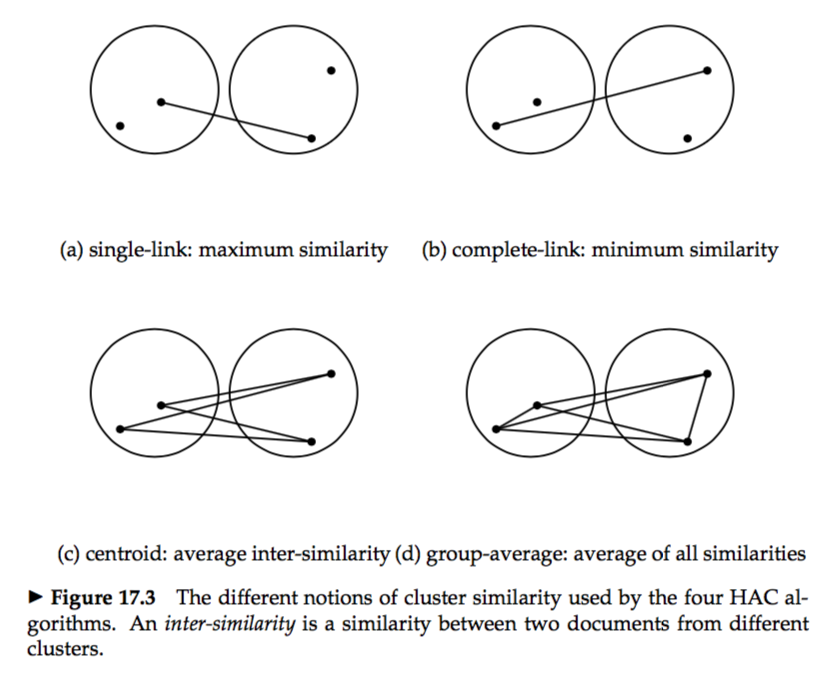 (a) single-link: maximum similarity (b) complete-link: minimum similarity
(c) centroid: average inter-similarity (d) group-average: average of all similarities
► Figure 17.3 The different notions of cluster similarity used by the four HAC al-
gorithms. An inter-similarity is a similarity between two documents from different
clusters.